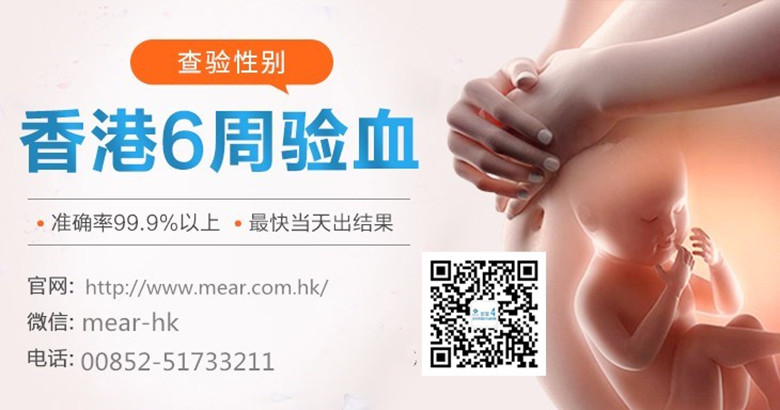 查验性别
香港6周验血
• 准确率99.9%以上 • 最快当天出结果
官网: http://www.mear.com.hk/
微信: mear-hk
电话: 00852-51733211